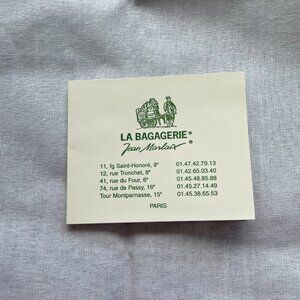 LA BAGAGERIE®
Jean Marlaix ®
11, fg Saint-Honoré, 8e 01.47.42.79.13
12, rue Tronchet, 8e 01.42.65.03.40
41, rue du Four, 6e 01.45.48.85.88
74, rue de Passy, 16e 01.45.27.14.49
Tour Montparnasse, 15e 01.45.38.65.53
PARIS